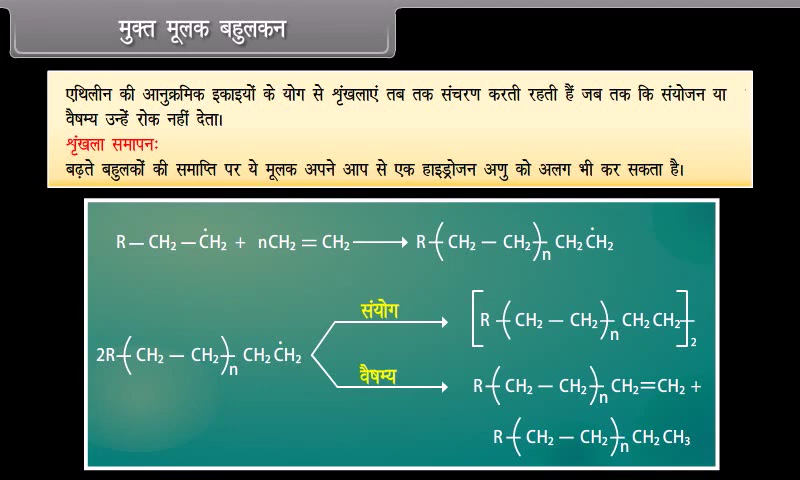 मुक्त मूलक बहुलकन
एथिलीन की आनुक्रमिक इकाइयों के योग से शृंखलाएं तब तक संचरण करती रहती हैं जब तक कि संयोजन या
वैषम्य उन्हें रोक नहीं देता।
शृंखला समापनः
बढ़ते बहुलकों की समाप्ति पर ये मूलक अपने आप से एक हाइड्रोजन अणु को अलग भी कर सकता है।
R — CH₂ — ĊH₂ + nCH₂ = CH₂ ⟶ R–(CH₂ — CH₂)ₙ CH₂ĊH₂
संयोग
[R –(CH₂ — CH₂)ₙ CH₂CH₂–]₂
2R–(CH₂ — CH₂)ₙ CH₂ĊH₂
वैषम्य
R–(CH₂ — CH₂)ₙ CH₂=CH₂ +
R–(CH₂ — CH₂)ₙ CH₂CH₃